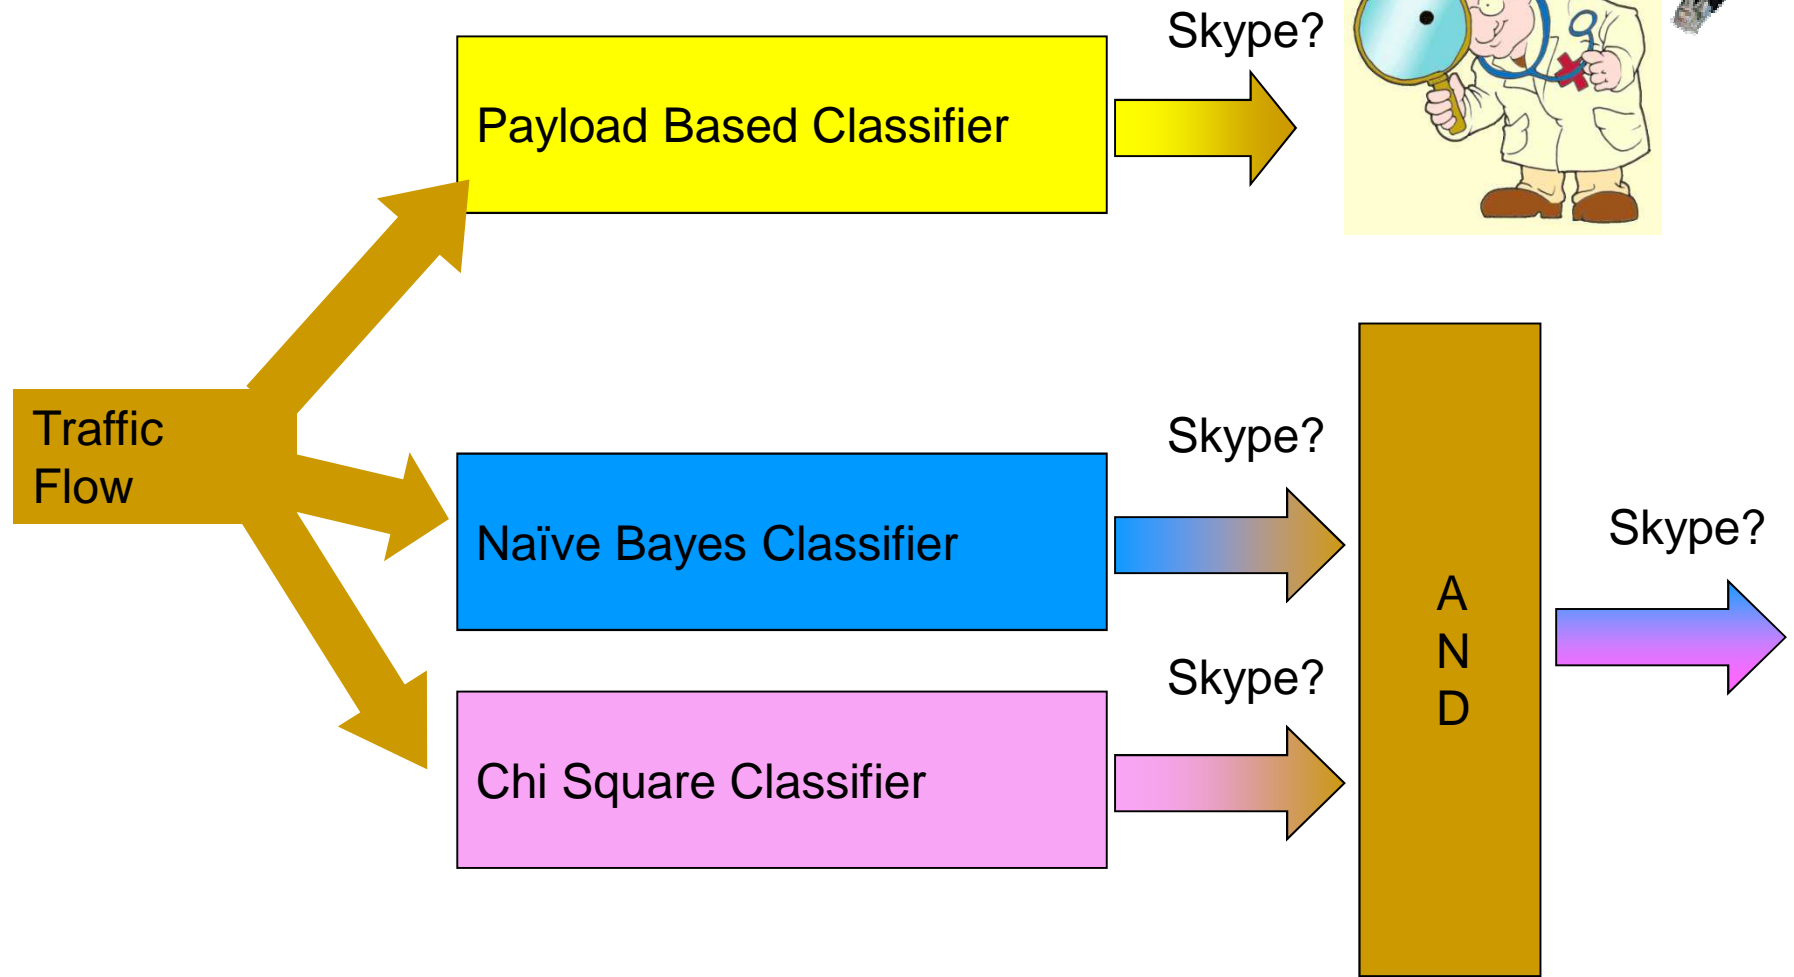 Skype?
Payload Based Classifier
Traffic
Flow
Skype?
Naïve Bayes Classifier
Skype?
Chi Square Classifier
A
N
D
Skype?